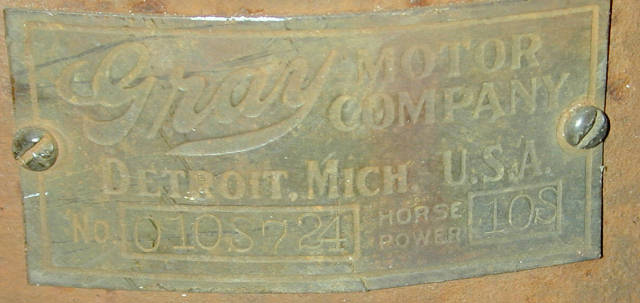 Gray MOTOR
COMPANY
DETROIT, MICH. U.S.A.
No. 010S724 HORSE POWER 10S